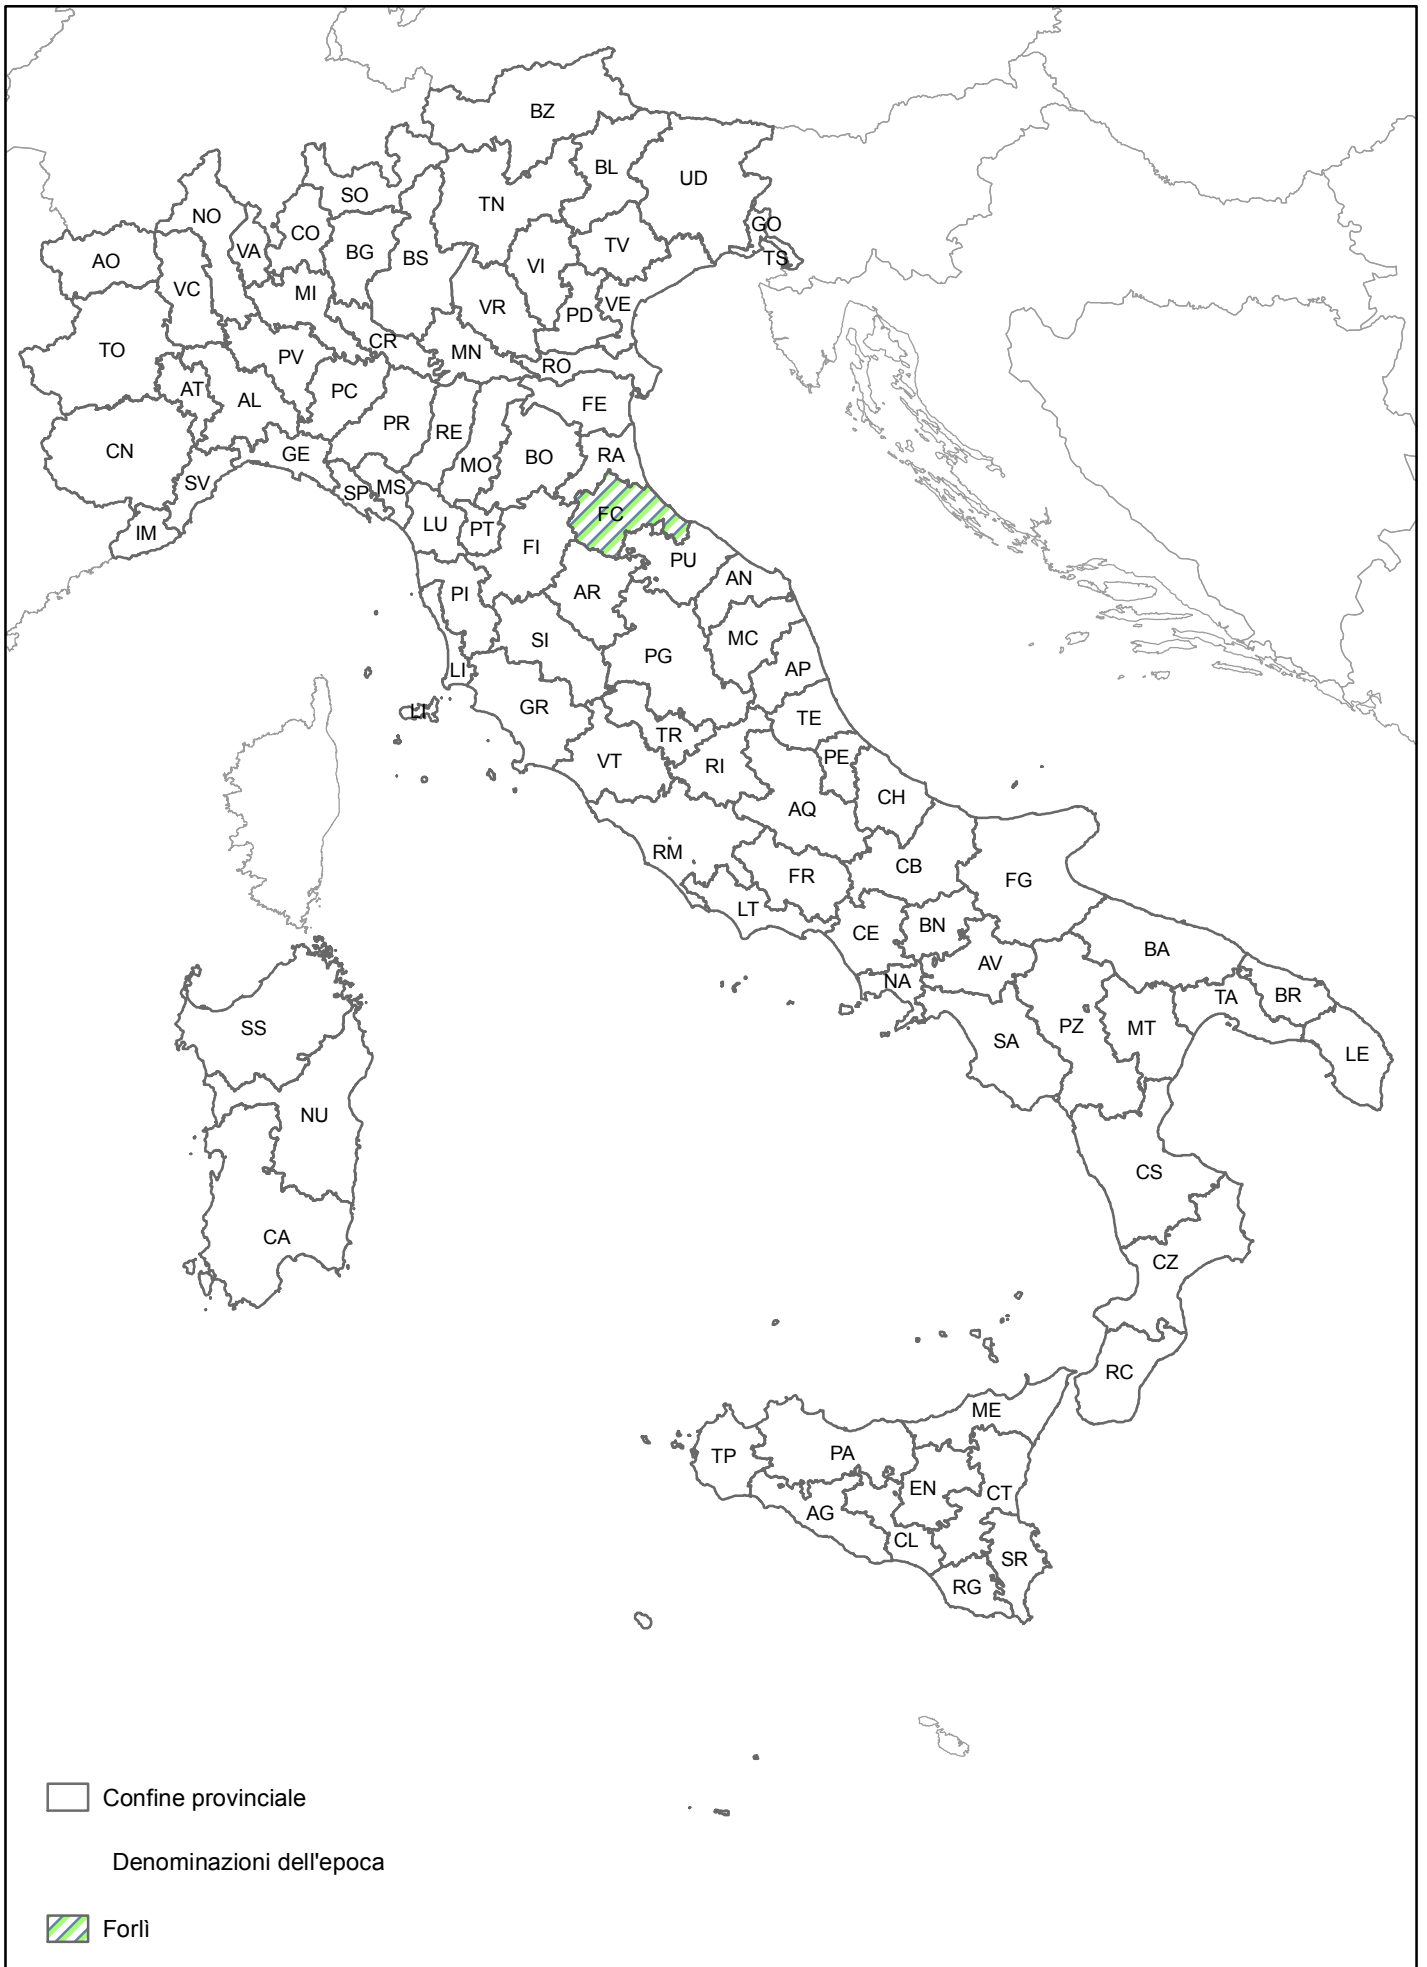 BZ
BL
UD
SO
TN
NO
GO
CO
VA
BG
BS
TV
TS
AO
VI
VC
MI
VR
PD
VE
TO
CR
PV
MN
RO
AT
PC
AL
FE
PR
RE
CN
GE
MO
BO
RA
SV
SP
MS
FC
LU
PT
IM
FI
PU
AN
PI
AR
SI
MC
PG
LI
AP
GR
LI
TE
TR
VT
RI
PE
AQ
CH
RM
CB
FR
FG
LT
CE
BN
BA
AV
NA
TA
BR
SS
PZ
MT
SA
LE
NU
CS
CA
CZ
RC
ME
TP
PA
EN
CT
AG
CL
SR
RG
Confine provinciale
Denominazioni dell'epoca
Forlì